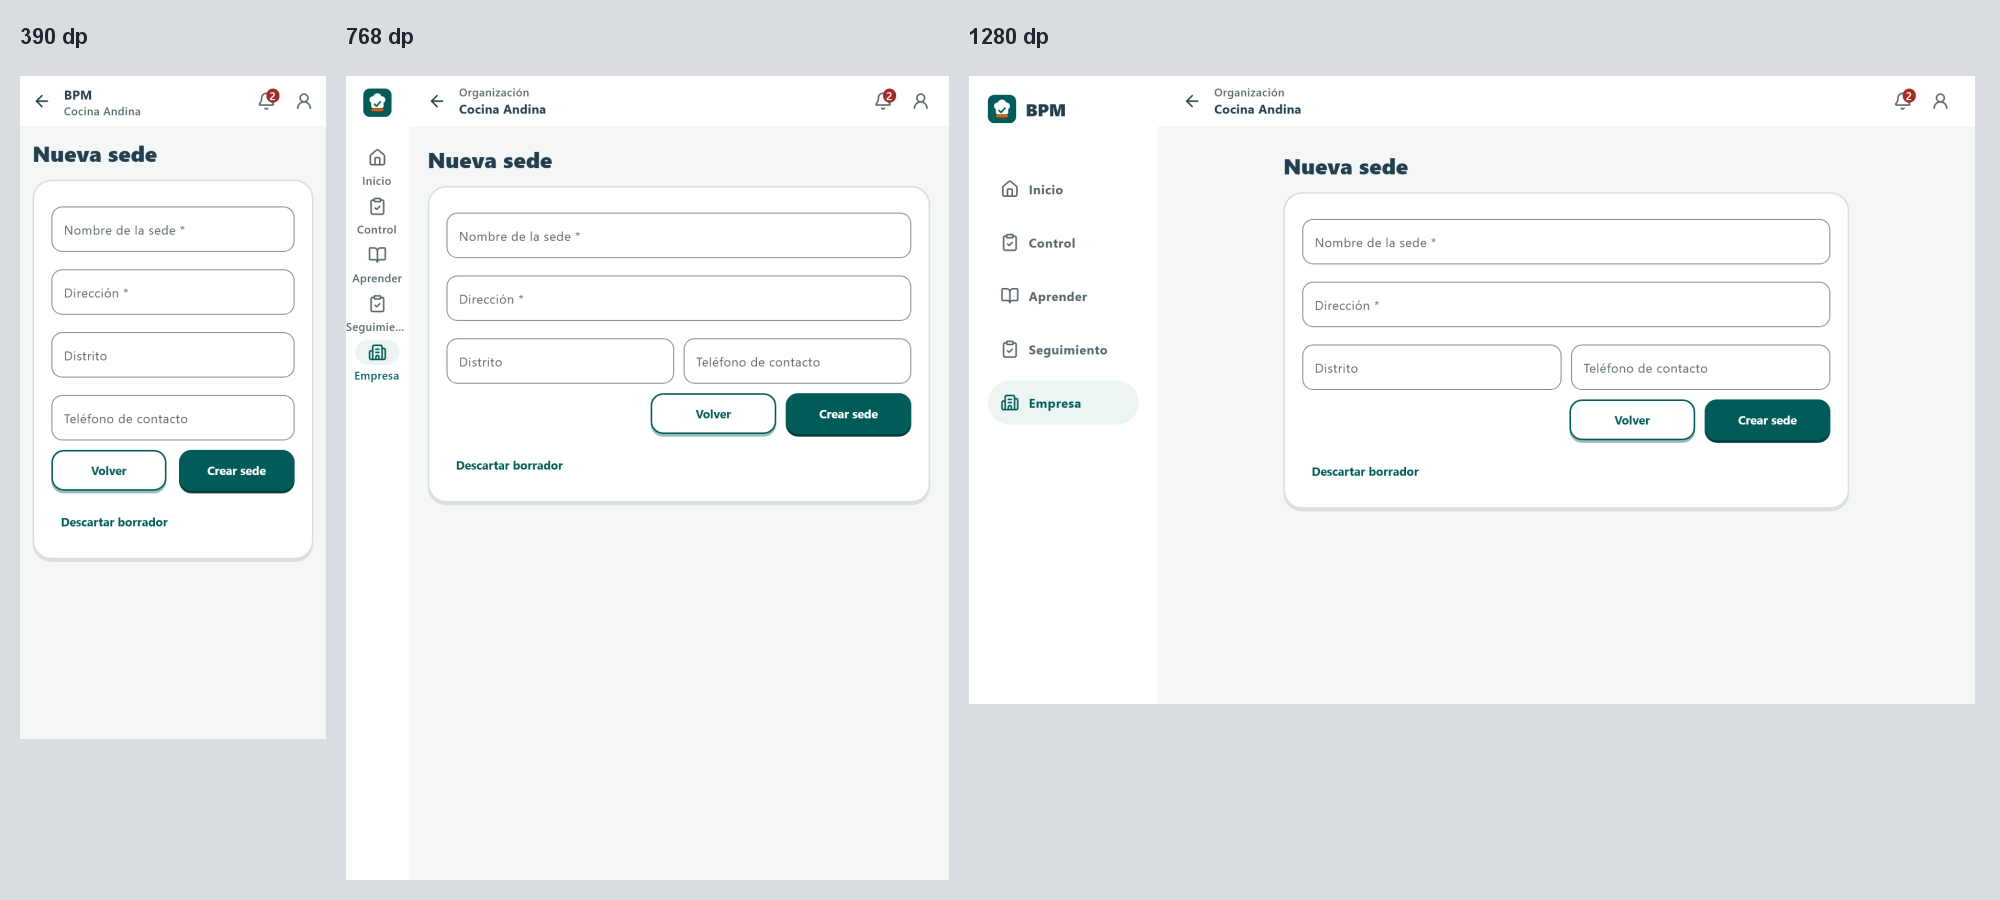 390 dp
BPM
Cocina Andina
2
Nueva sede
Nombre de la sede *
Dirección *
Distrito
Teléfono de contacto
Volver
Crear sede
Descartar borrador
768 dp
Organización
Cocina Andina
2
Inicio
Control
Aprender
Seguimie...
Empresa
Nueva sede
Nombre de la sede *
Dirección *
Distrito
Teléfono de contacto
Volver
Crear sede
Descartar borrador
1280 dp
BPM
Organización
Cocina Andina
2
Inicio
Control
Aprender
Seguimiento
Empresa
Nueva sede
Nombre de la sede *
Dirección *
Distrito
Teléfono de contacto
Volver
Crear sede
Descartar borrador